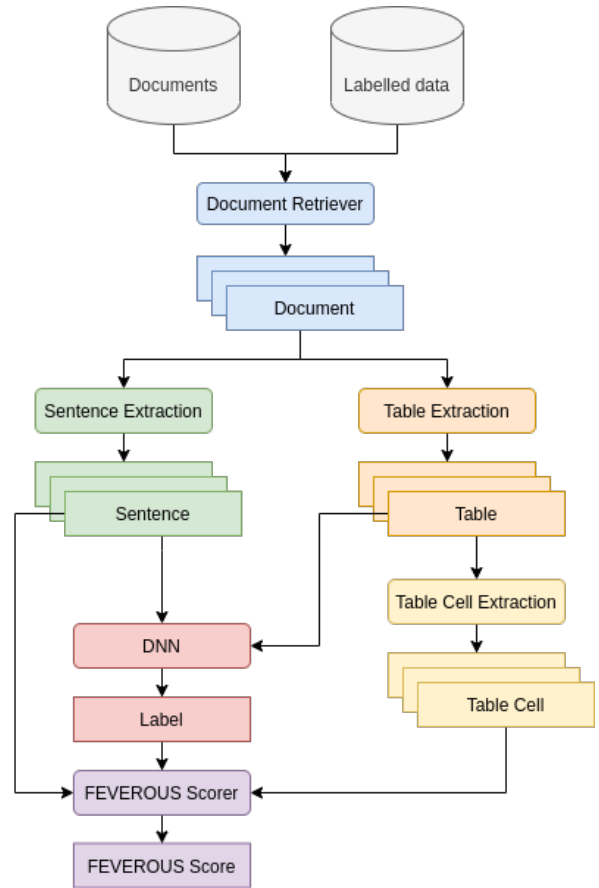 Documents
Labelled data
Document Retriever
Document
Sentence Extraction
Table Extraction
Sentence
Table
Table Cell Extraction
DNN
Table Cell
Label
FEVEROUS Scorer
FEVEROUS Score